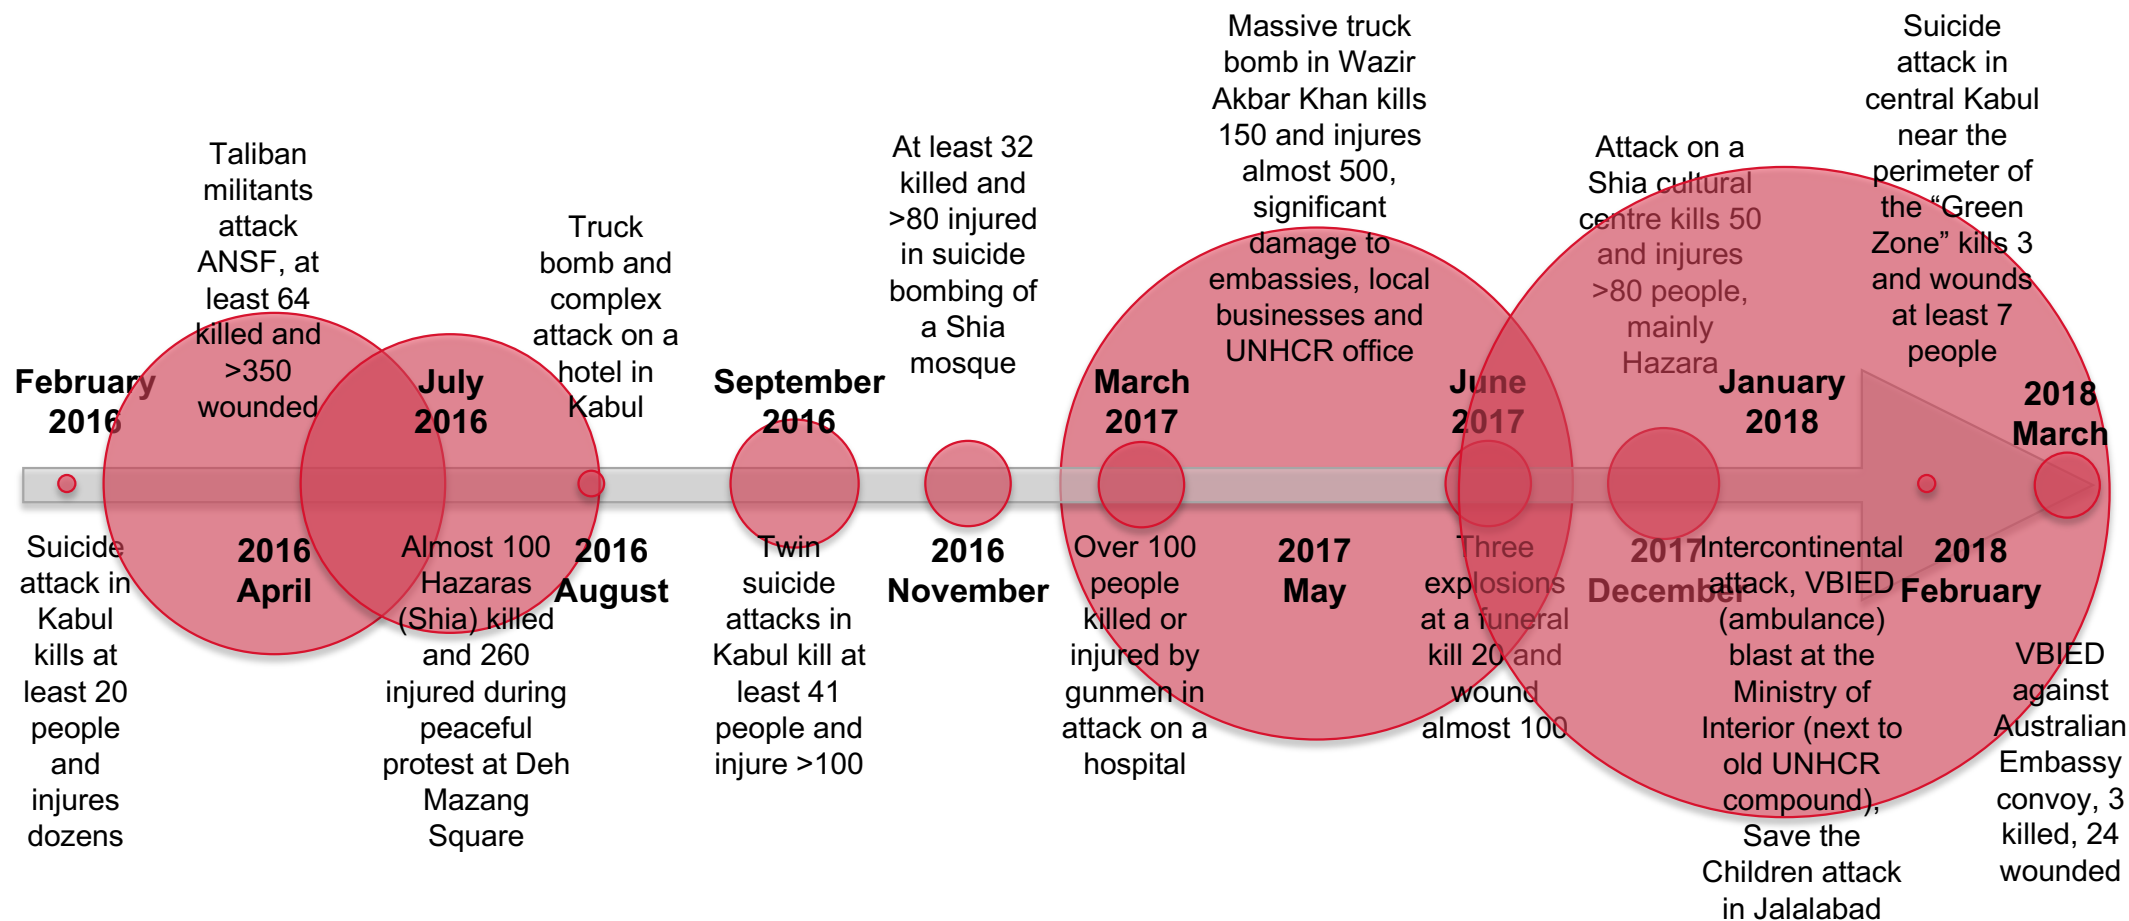 February
2016
Suicide
attack in
Kabul
kills at
least 20
people
and
injures
dozens
Taliban
militants
attack
ANSF, at
least 64
killed and
>350
wounded
2016
April
July
2016
Almost 100
Hazaras
(Shia) killed
and 260
injured during
peaceful
protest at Deh
Mazang
Square
Truck
bomb and
complex
attack on a
hotel in
Kabul
2016
August
September
2016
Twin
suicide
attacks in
Kabul kill at
least 41
people and
injure >100
At least 32
killed and
>80 injured
in suicide
bombing of
a Shia
mosque
2016
November
March
2017
Over 100
people
killed or
injured by
gunmen in
attack on a
hospital
Massive truck
bomb in Wazir
Akbar Khan kills
150 and injures
almost 500,
significant
damage to
embassies, local
businesses and
UNHCR office
2017
May
June
2017
Three
explosions
at a funeral
kill 20 and
wound
almost 100
Attack on a
Shia cultural
centre kills 50
and injures
>80 people,
mainly
Hazara
2017
December
January
2018
Intercontinental
attack, VBIED
(ambulance)
blast at the
Ministry of
Interior (next to
old UNHCR
compound),
Save the
Children attack
in Jalalabad
Suicide
attack in
central Kabul
near the
perimeter of
the “Green
Zone” kills 3
and wounds
at least 7
people
2018
February
2018
March
VBIED
against
Australian
Embassy
convoy, 3
killed, 24
wounded